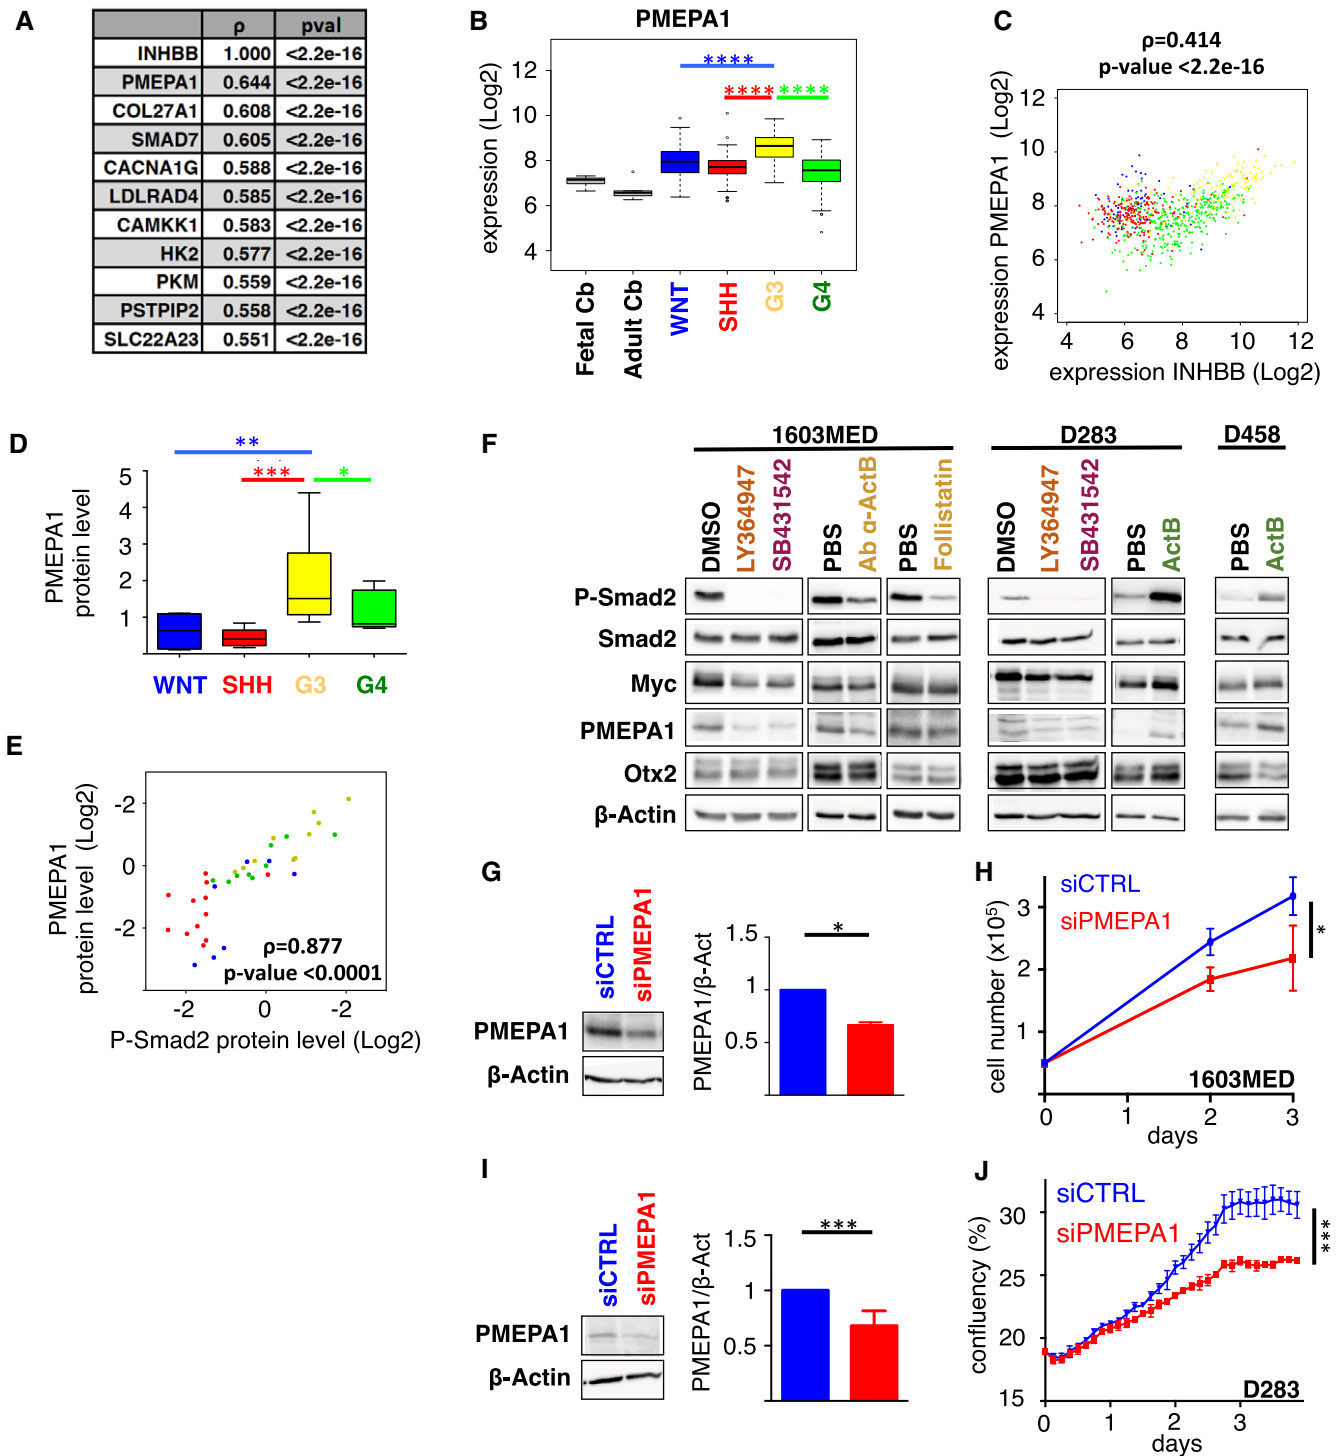 A
ρ pval
INHBB 1.000 <2.2e-16
PMEPA1 0.644 <2.2e-16
COL27A1 0.608 <2.2e-16
SMAD7 0.605 <2.2e-16
CACNA1G 0.588 <2.2e-16
LDLRAD4 0.585 <2.2e-16
CAMKK1 0.583 <2.2e-16
HK2 0.577 <2.2e-16
PKM 0.559 <2.2e-16
PSTPIP2 0.558 <2.2e-16
SLC22A23 0.551 <2.2e-16
B
PMEPA1
expression (Log2)
12
10
8
6
4
****
**** ****
Fetal Cb
Adult Cb
WNT
SHH
G3
G4
C
ρ=0.414
p-value <2.2e-16
expression PMEPA1 (Log2)
12
10
8
6
4
4 6 8 10 12
expression INHBB (Log2)
D
PMEPA1
protein level
5
4
3
2
1
**
*** *
WNT SHH G3 G4
E
PMEPA1
protein level (Log2)
-2
0
-2
ρ=0.877
p-value <0.0001
-2 0 -2
P-Smad2 protein level (Log2)
F
1603MED D283 D458
DMSO
LY364947
SB431542
PBS
Ab α-ActB
PBS
Follistatin
DMSO
LY364947
SB431542
PBS
ActB
PBS
ActB
P-Smad2
Smad2
Myc
PMEPA1
Otx2
β-Actin
G
siCTRL
siPMEPA1
PMEPA1
β-Actin
PMEPA1/β-Act
1.5
1
0.5
*
H
siCTRL
siPMEPA1
cell number (x10⁵)
3
2
1
*
1603MED
0 1 2 3
days
I
siCTRL
siPMEPA1
PMEPA1
β-Actin
PMEPA1/β-Act
1.5
1
0.5
***
J
siCTRL
siPMEPA1
confluency (%)
30
25
20
15
***
D283
0 1 2 3
days